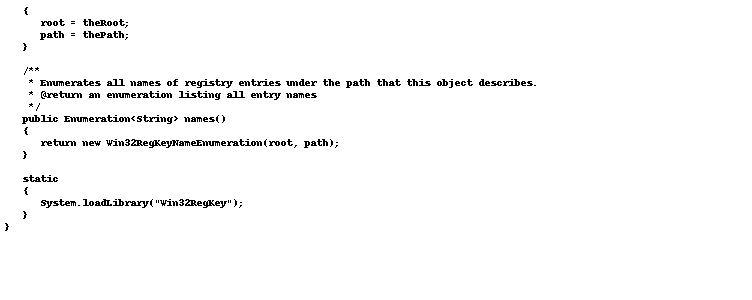 {
root = theRoot;
path = thePath;
}
/**
* Enumerates all names of registry entries under the path that this object describes.
* @return an enumeration listing all entry names
*/
public Enumeration<String> names()
{
return new Win32RegKeyNameEnumeration(root, path);
}
static
{
System.loadLibrary("Win32RegKey");
}
}